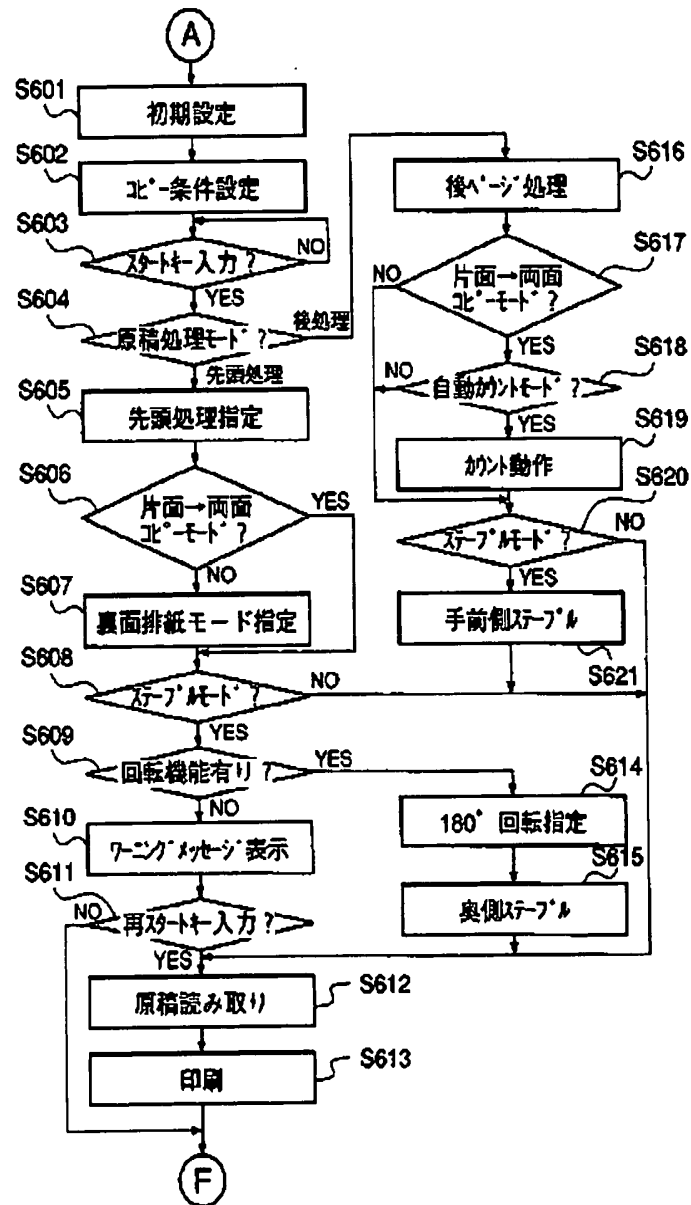 A
S601
初期設定
S602
コピー条件設定
S603
スタートキー入力?
NO
YES
S604
原稿処理モード?
後処理
先頭処理
S605
先頭処理指定
S606
片面→両面
コピーモード?
YES
NO
S607
裏面排紙モード指定
S608
ステープルモード?
NO
YES
S609
回転機能有り?
YES
NO
S610
ワーニングメッセージ表示
S611
NO
再スタートキー入力?
YES
S612
原稿読み取り
S613
印刷
F
S616
後ページ処理
S617
NO
片面→両面
コピーモード?
YES
S618
NO
自動カウントモード?
YES
S619
カウント動作
S620
ステープルモード?
NO
YES
手前側ステープル
S621
S614
180°回転指定
S615
奥側ステープル